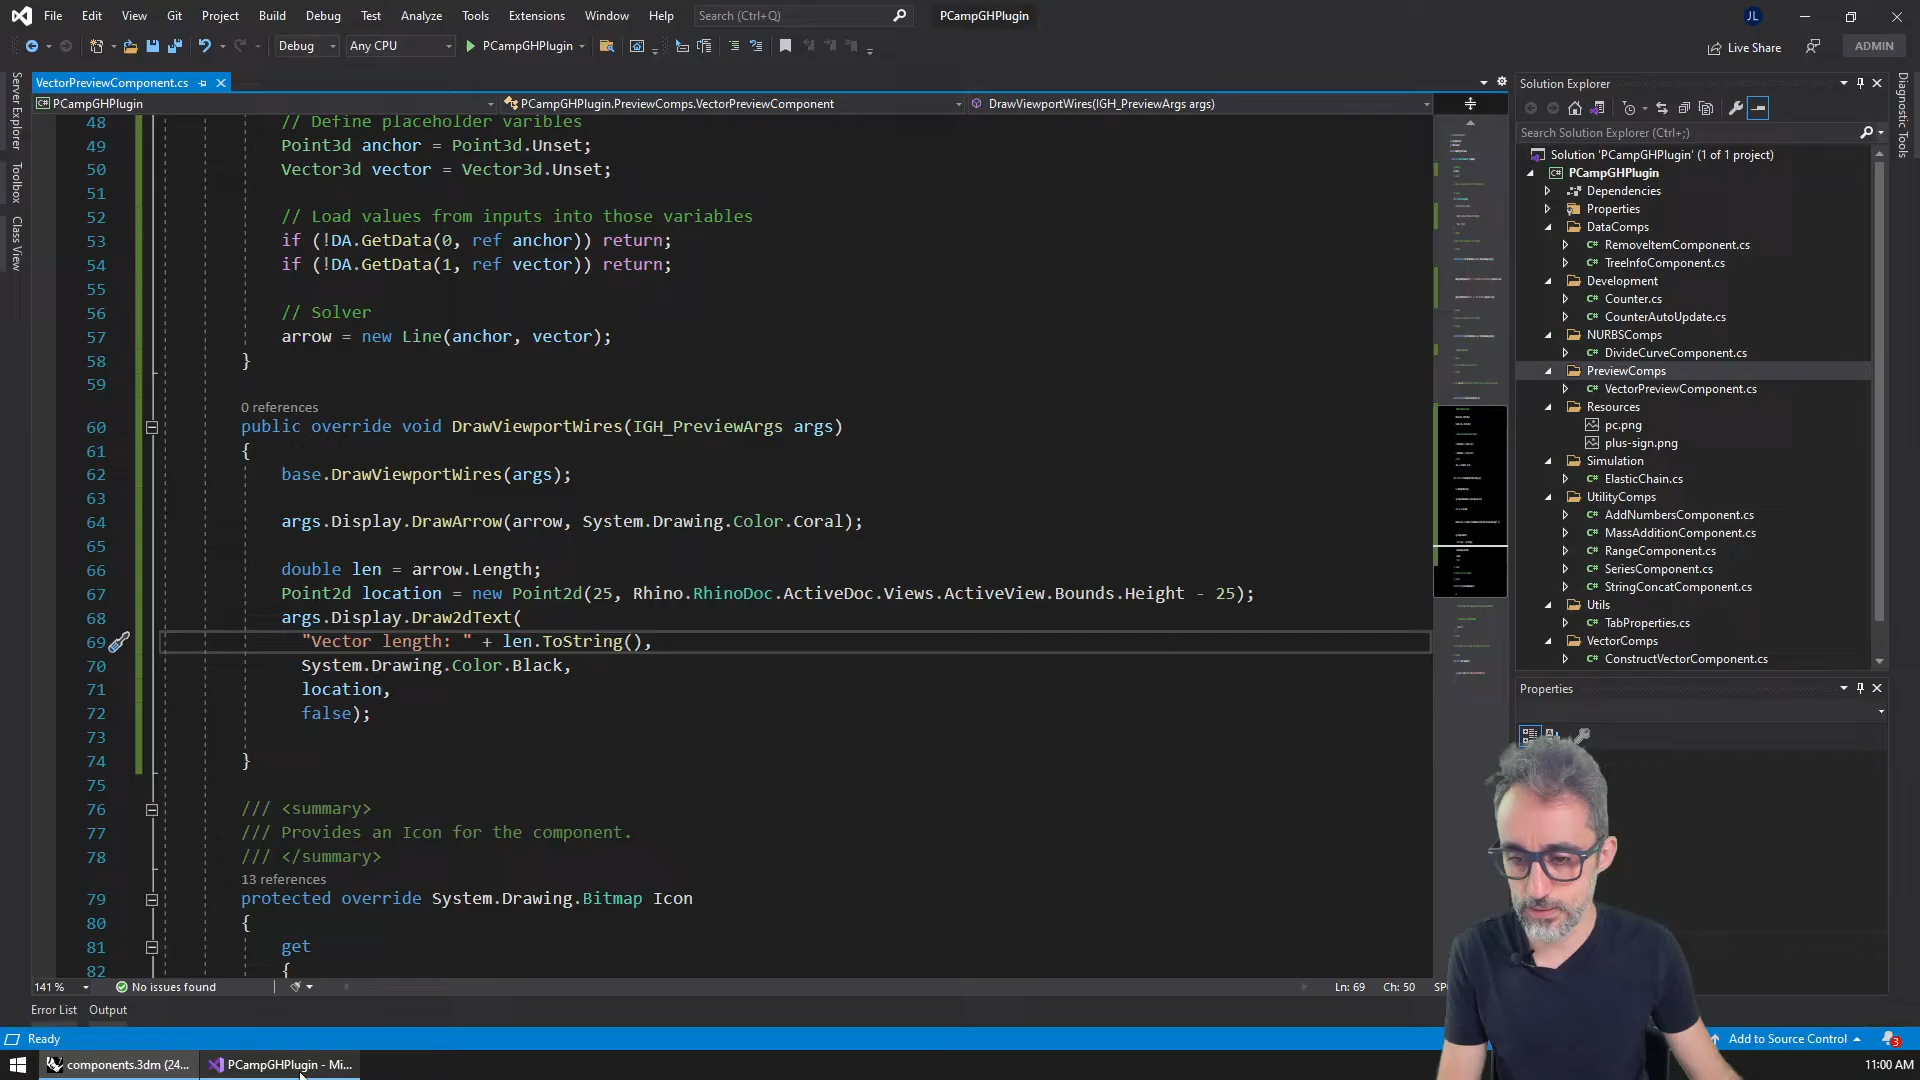 File Edit View Git Project Build Debug Test Analyze Tools Extensions Window Help Search (Ctrl+Q) PCampGHPlugin JL
Debug Any CPU PCampGHPlugin Live Share ADMIN
VectorPreviewComponent.cs
PCampGHPlugin PCampGHPlugin.PreviewComps.VectorPreviewComponent DrawViewportWires(IGH_PreviewArgs args)
Server Explorer
Toolbox
Class View
48 // Define placeholder varibles
49 Point3d anchor = Point3d.Unset;
50 Vector3d vector = Vector3d.Unset;
51
52 // Load values from inputs into those variables
53 if (!DA.GetData(0, ref anchor)) return;
54 if (!DA.GetData(1, ref vector)) return;
55
56 // Solver
57 arrow = new Line(anchor, vector);
58 }
59
0 references
60 public override void DrawViewportWires(IGH_PreviewArgs args)
61 {
62 base.DrawViewportWires(args);
63
64 args.Display.DrawArrow(arrow, System.Drawing.Color.Coral);
65
66 double len = arrow.Length;
67 Point2d location = new Point2d(25, Rhino.RhinoDoc.ActiveDoc.Views.ActiveView.Bounds.Height - 25);
68 args.Display.Draw2dText(
69 "Vector length: " + len.ToString(),
70 System.Drawing.Color.Black,
71 location,
72 false);
73
74 }
75
76 /// <summary>
77 /// Provides an Icon for the component.
78 /// </summary>
13 references
79 protected override System.Drawing.Bitmap Icon
80 {
81 get
82 {
141 % No issues found Ln: 69 Ch: 50
Error List Output
Ready Add to Source Control 3
components.3dm (24... PCampGHPlugin - Mi... 11:00 AM
Solution Explorer
Search Solution Explorer (Ctrl+;)
Solution 'PCampGHPlugin' (1 of 1 project)
PCampGHPlugin
Dependencies
Properties
DataComps
C# RemoveItemComponent.cs
C# TreeInfoComponent.cs
Development
C# Counter.cs
C# CounterAutoUpdate.cs
NURBSComps
C# DivideCurveComponent.cs
PreviewComps
C# VectorPreviewComponent.cs
Resources
pc.png
plus-sign.png
Simulation
C# ElasticChain.cs
UtilityComps
C# AddNumbersComponent.cs
C# MassAdditionComponent.cs
C# RangeComponent.cs
C# SeriesComponent.cs
C# StringConcatComponent.cs
Utils
C# TabProperties.cs
VectorComps
C# ConstructVectorComponent.cs
Properties
Diagnostic Tools